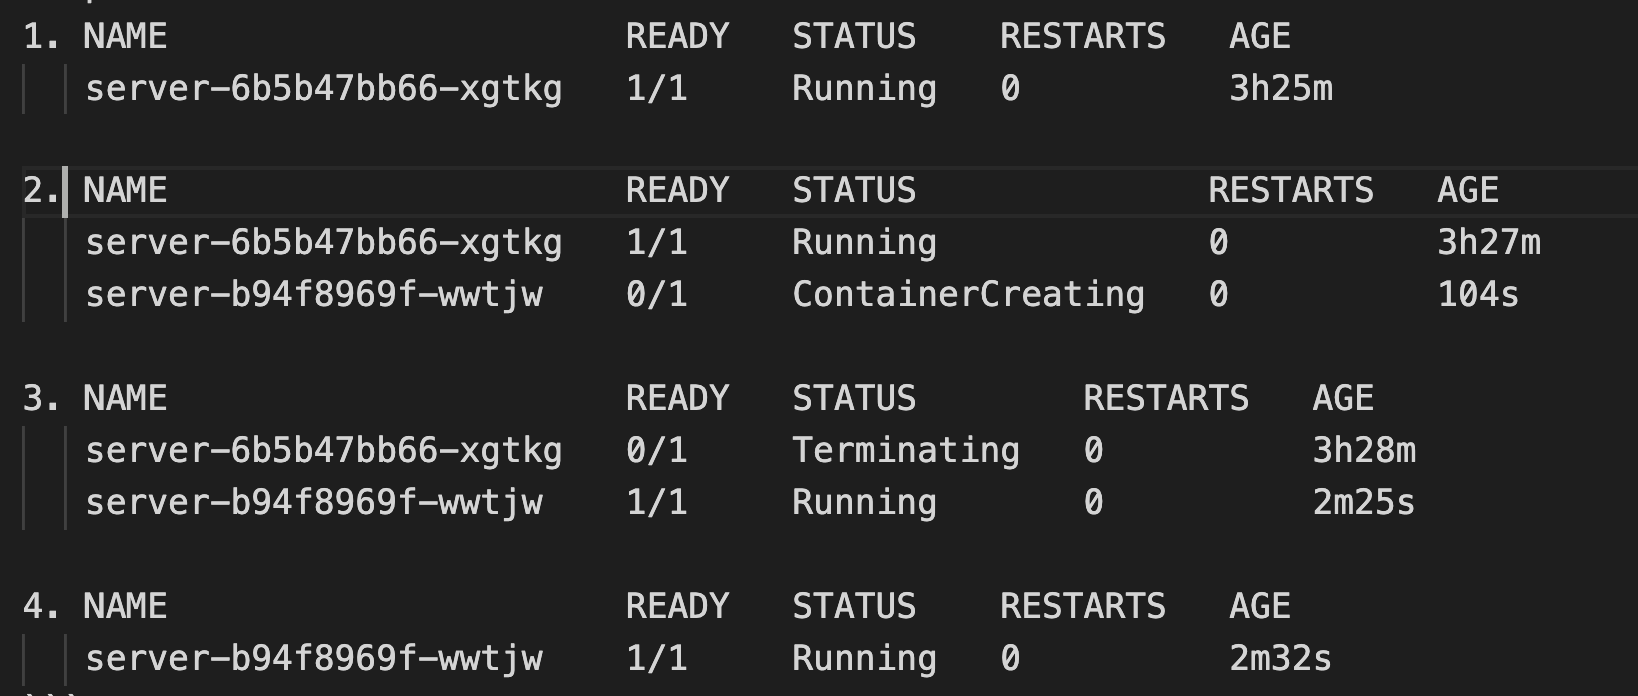 1. NAME READY STATUS RESTARTS AGE
server-6b5b47bb66-xgtkg 1/1 Running 0 3h25m
2. NAME READY STATUS RESTARTS AGE
server-6b5b47bb66-xgtkg 1/1 Running 0 3h27m
server-b94f8969f-wwtjw 0/1 ContainerCreating 0 104s
3. NAME READY STATUS RESTARTS AGE
server-6b5b47bb66-xgtkg 0/1 Terminating 0 3h28m
server-b94f8969f-wwtjw 1/1 Running 0 2m25s
4. NAME READY STATUS RESTARTS AGE
server-b94f8969f-wwtjw 1/1 Running 0 2m32s